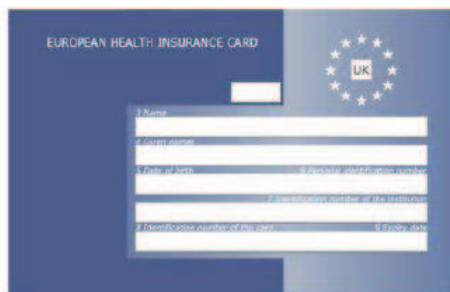 EUROPEAN HEALTH INSURANCE CARD
UK
3 Name
4 Given names
5 Date of birth 6 Personal identification number
7 Identification number of the institution
8 Identification number of the card 9 Expiry date